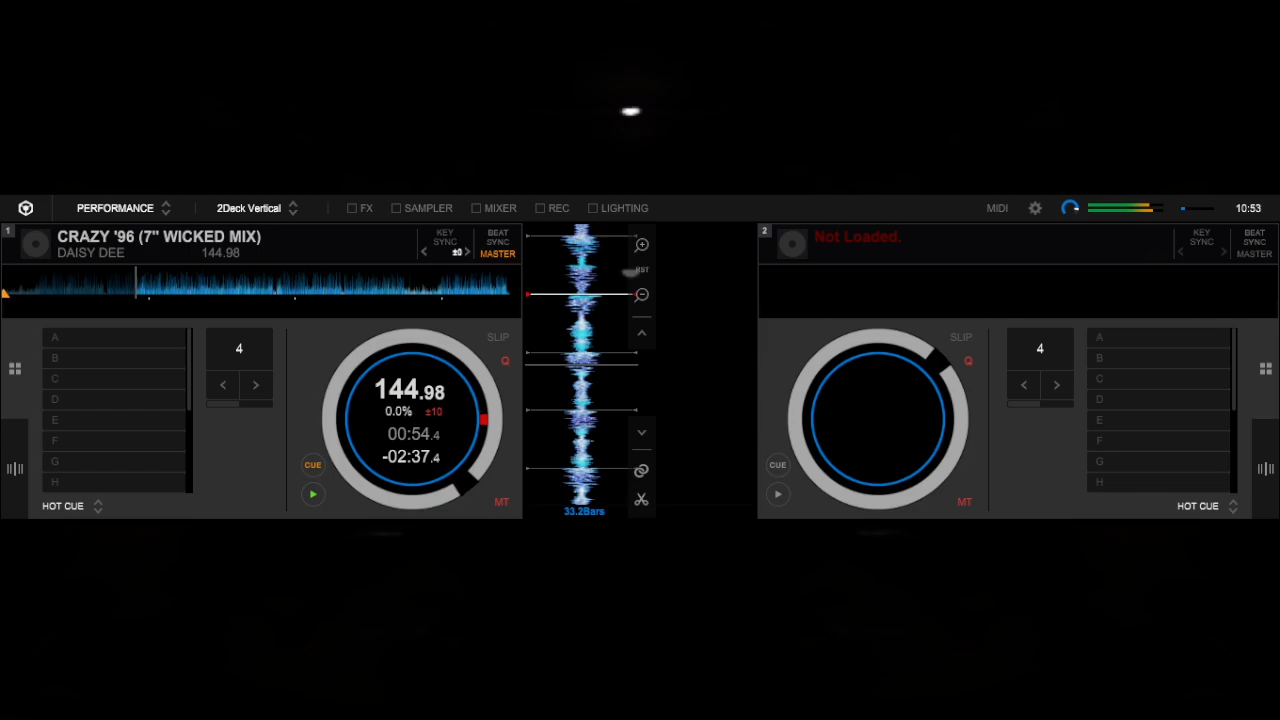 PERFORMANCE 2Deck Vertical FX SAMPLER MIXER REC LIGHTING MIDI 10:53
1 CRAZY '96 (7" WICKED MIX) KEY SYNC BEAT SYNC
DAISY DEE 144.98 ±0 MASTER
A
B
C
D
E
F
G
H
HOT CUE
4
SLIP
Q
144.98
0.0% ±10
00:54.4
-02:37.4
CUE
MT
RST
33.2Bars
2 Not Loaded. KEY SYNC BEAT SYNC
MASTER
SLIP
Q
CUE
MT
4
A
B
C
D
E
F
G
H
HOT CUE